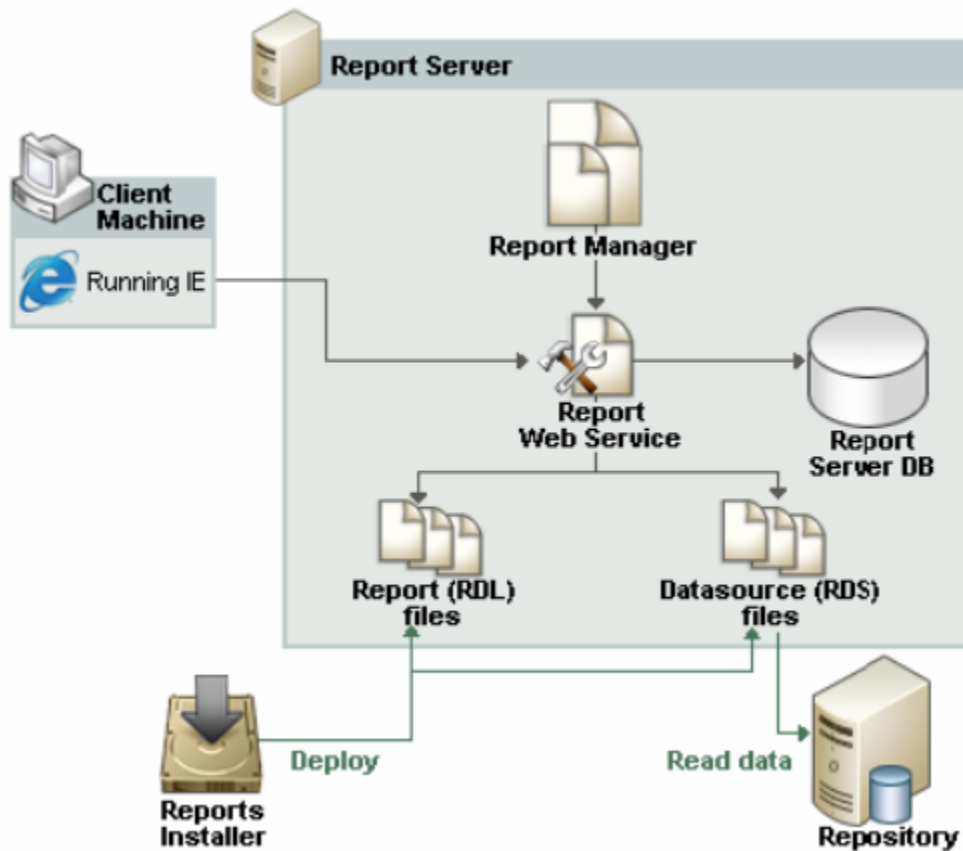 Report Server
Client
Machine
Running IE
Report Manager
Report
Web Service
Report
Server DB
Report (RDL)
files
Datasource (RDS)
files
Deploy
Read data
Reports
Installer
Repository